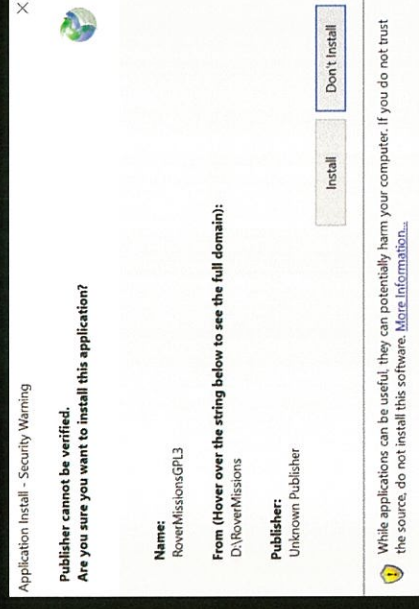 Application Install - Security Warning
Publisher cannot be verified.
Are you sure you want to install this application?
Name:
RoverMissionsGPL3
From (Hover over the string below to see the full domain):
D:\RoverMissions
Publisher:
Unknown Publisher
Install
Don't Install
While applications can be useful, they can potentially harm your computer. If you do not trust
the source, do not install this software. More Information...